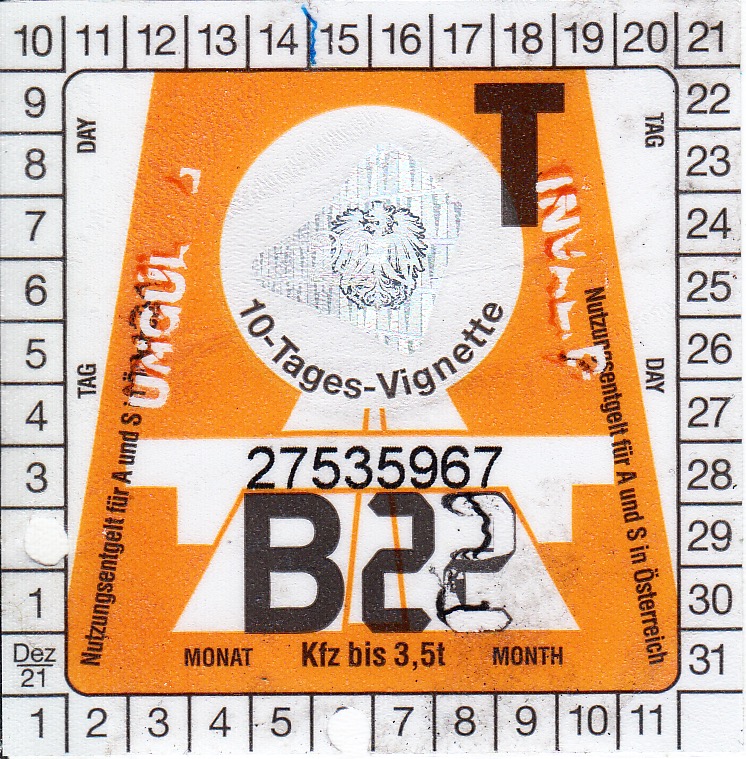 10 11 12 13 14 15 16 17 18 19 20 21
9 22
8 23
7 24
6 25
5 26
4 27
3 28
29
1 30
Dez
21
31
1 2 3 4 5 7 8 9 10 11
DAY
TAG
T
TAG
DAY
10-Tages-Vignette
27535967
B22
MONAT Kfz bis 3,5t MONTH
Nutzungsentgelt für A und S
Nutzungsentgelt für A und S in Österreich